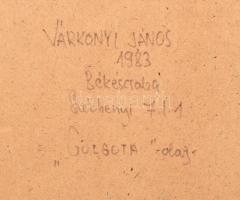 VÁRKONYI JÁNOS
1983
Békéscsaba
Széchenyi 7.I.1
„GOLGOTA" -olaj-